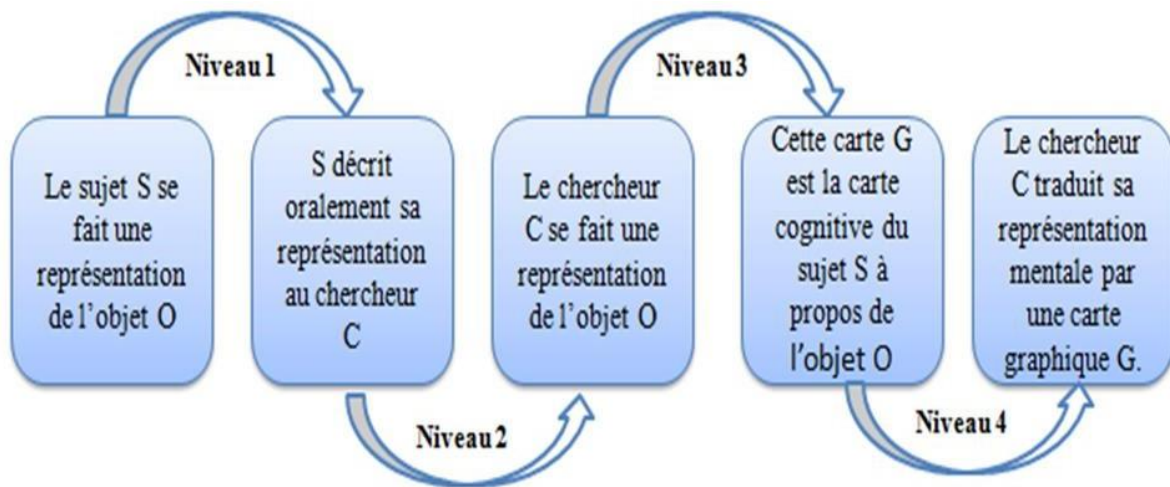 Niveau 1
Le sujet S se
fait une
représentation
de l'objet O
S décrit
oralement sa
représentation
au chercheur
C
Niveau 2
Le chercheur
C se fait une
représentation
de l'objet O
Niveau 3
Cette carte G
est la carte
cognitive du
sujet S à
propos de
l'objet O
Niveau 4
Le chercheur
C traduit sa
représentation
mentale par
une carte
graphique G.